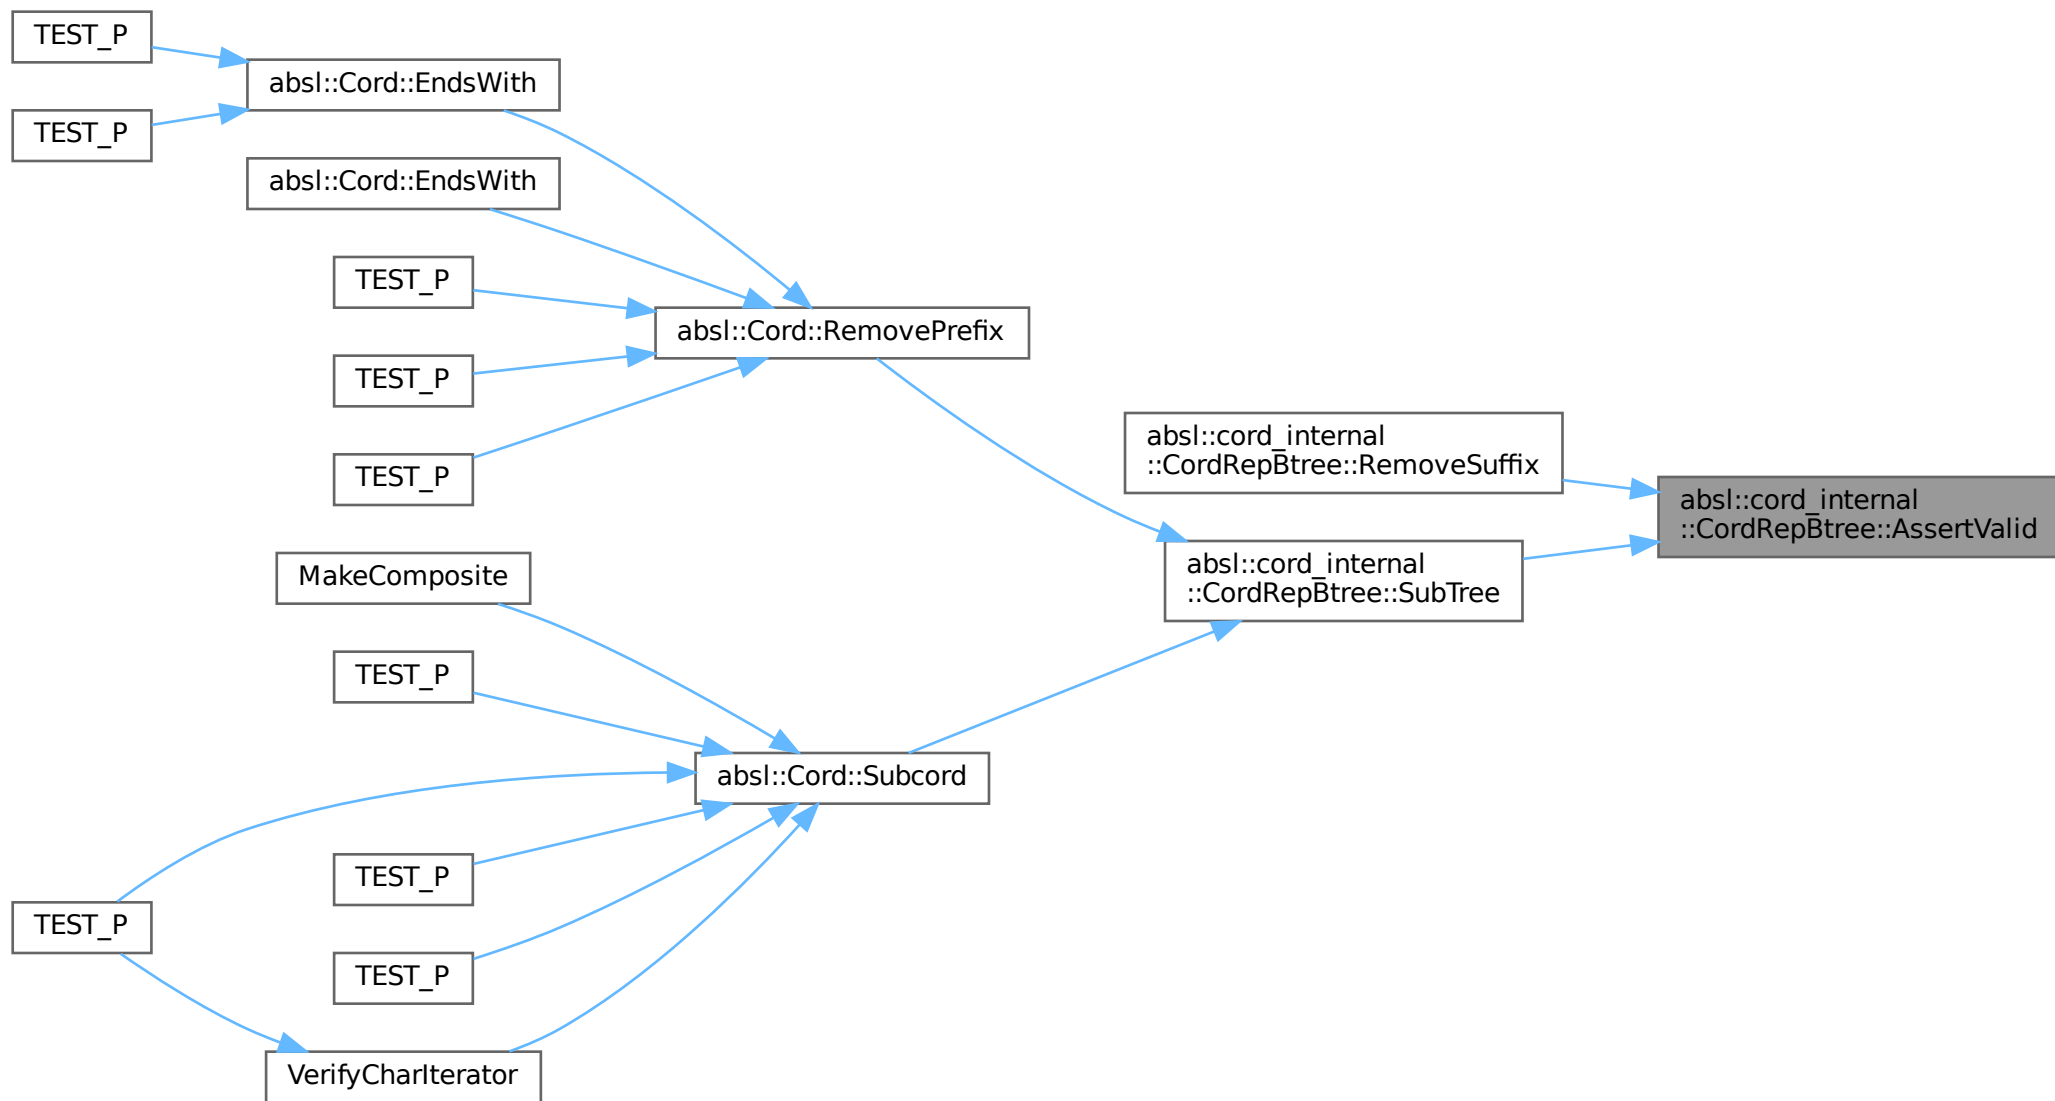 TEST_P
absl::Cord::EndsWith
TEST_P
absl::Cord::EndsWith
TEST_P
absl::Cord::RemovePrefix
TEST_P
TEST_P
absl::cord_internal
::CordRepBtree::RemoveSuffix
absl::cord_internal
::CordRepBtree::AssertValid
absl::cord_internal
::CordRepBtree::SubTree
MakeComposite
TEST_P
absl::Cord::Subcord
TEST_P
TEST_P
TEST_P
VerifyCharIterator